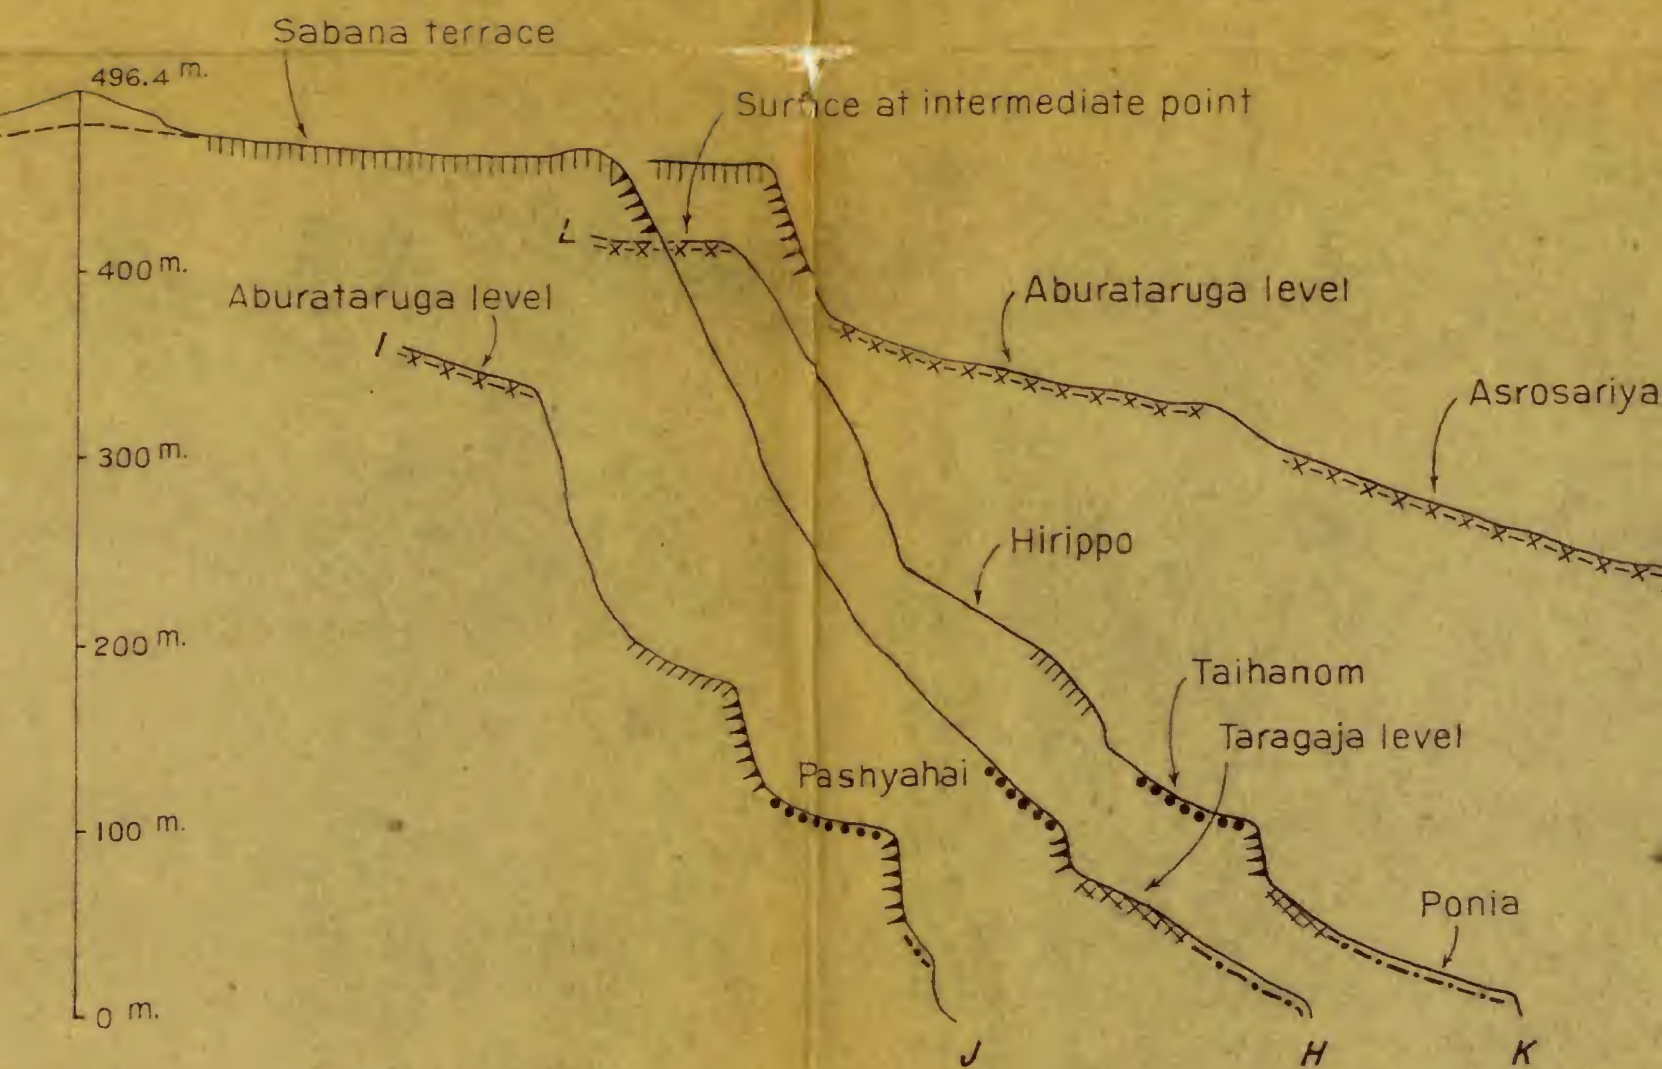 Sabana terrace
496.4 m.
Surface at intermediate point
L
400 m.
Aburataruga level
Aburataruga level
I
Asrosariya
300 m.
Hirippo
200 m.
Taihanom
Taragaja level
Pashyahai
100 m.
Ponia
0 m.
J H K